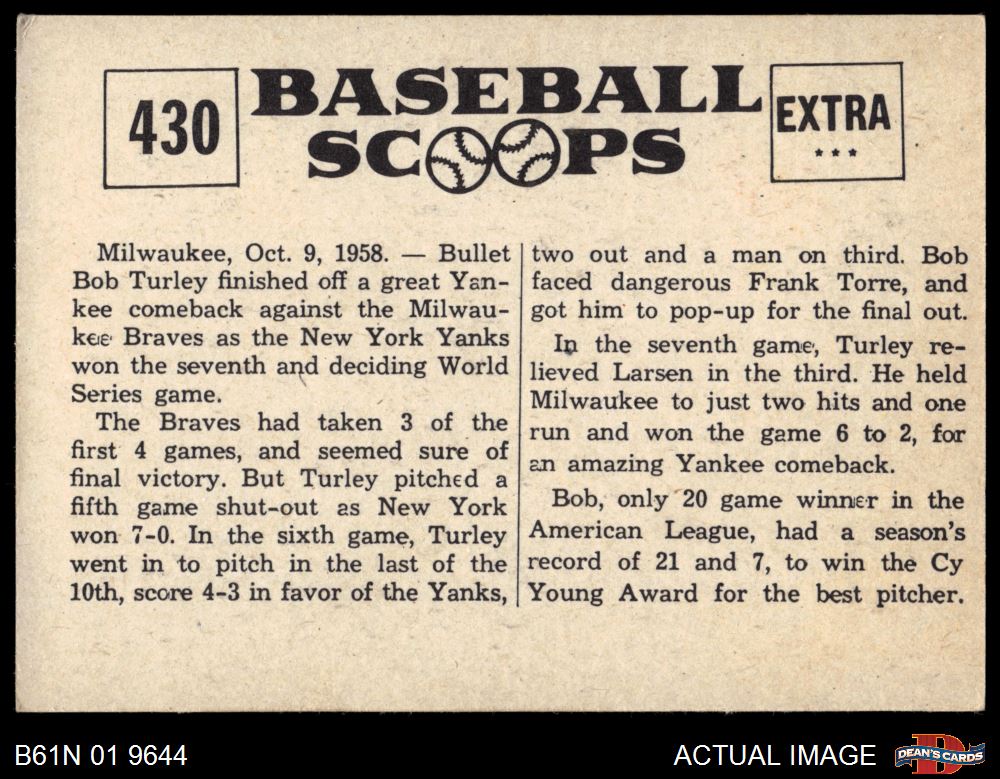 430
BASEBALL
SCOOPS
EXTRA
***
Milwaukee, Oct. 9, 1958. — Bullet
Bob Turley finished off a great Yan-
kee comeback against the Milwau-
kee Braves as the New York Yanks
won the seventh and deciding World
Series game.
The Braves had taken 3 of the
first 4 games, and seemed sure of
final victory. But Turley pitched a
fifth game shut-out as New York
won 7-0. In the sixth game, Turley
went in to pitch in the last of the
10th, score 4-3 in favor of the Yanks,
two out and a man on third. Bob
faced dangerous Frank Torre, and
got him to pop-up for the final out.
In the seventh game, Turley re-
lieved Larsen in the third. He held
Milwaukee to just two hits and one
run and won the game 6 to 2, for
an amazing Yankee comeback.
Bob, only 20 game winner in the
American League, had a season's
record of 21 and 7, to win the Cy
Young Award for the best pitcher.
B61N 01 9644
ACTUAL IMAGE
D
DEAN'S CARDS